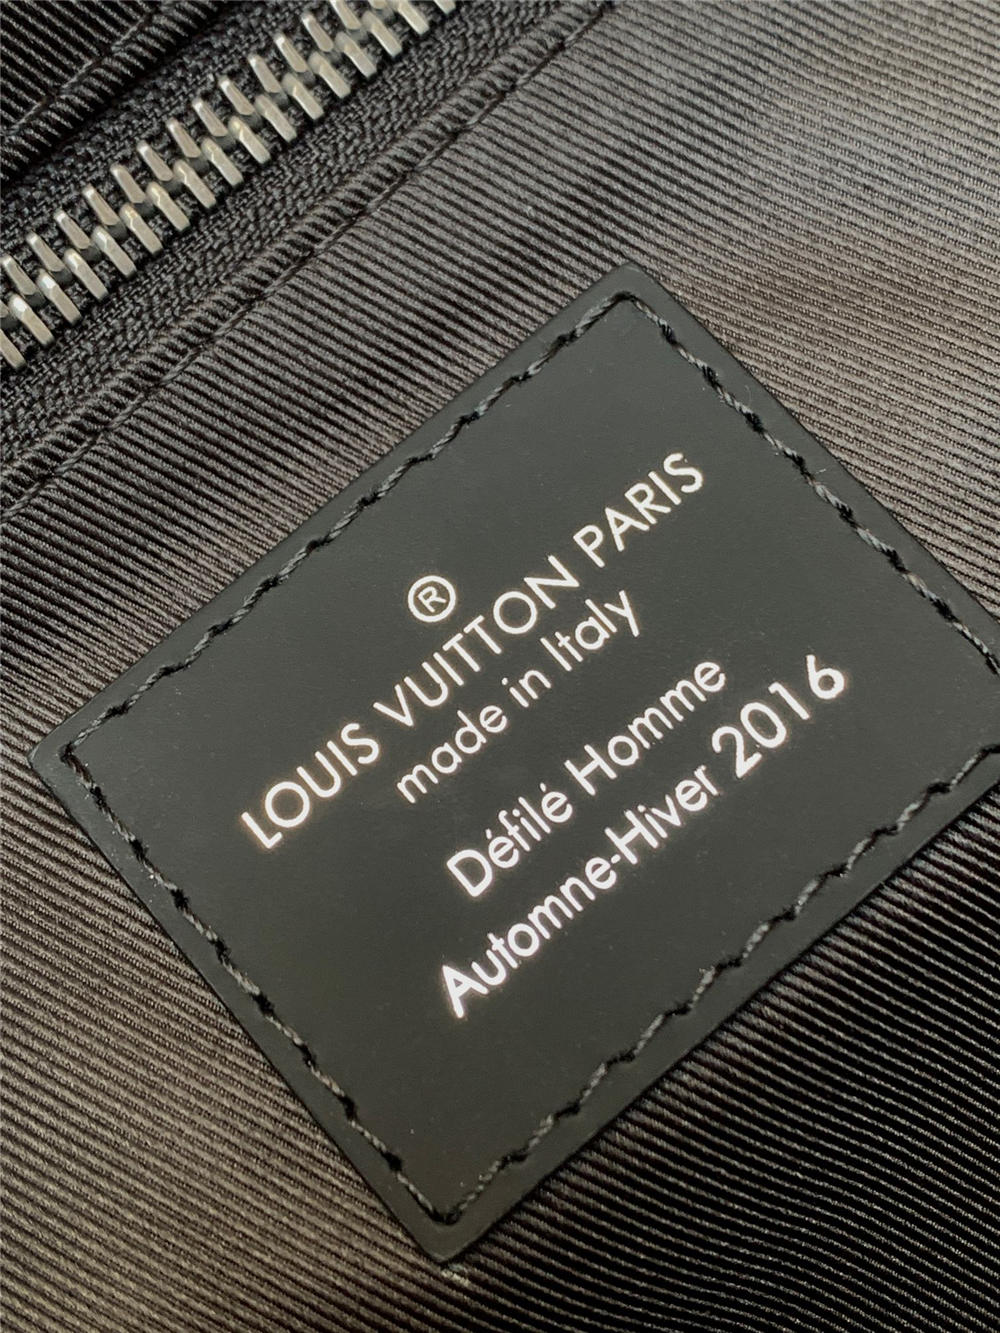 ®
LOUIS VUITTON PARIS
made in Italy
Défilé Homme
Automne-Hiver 2016